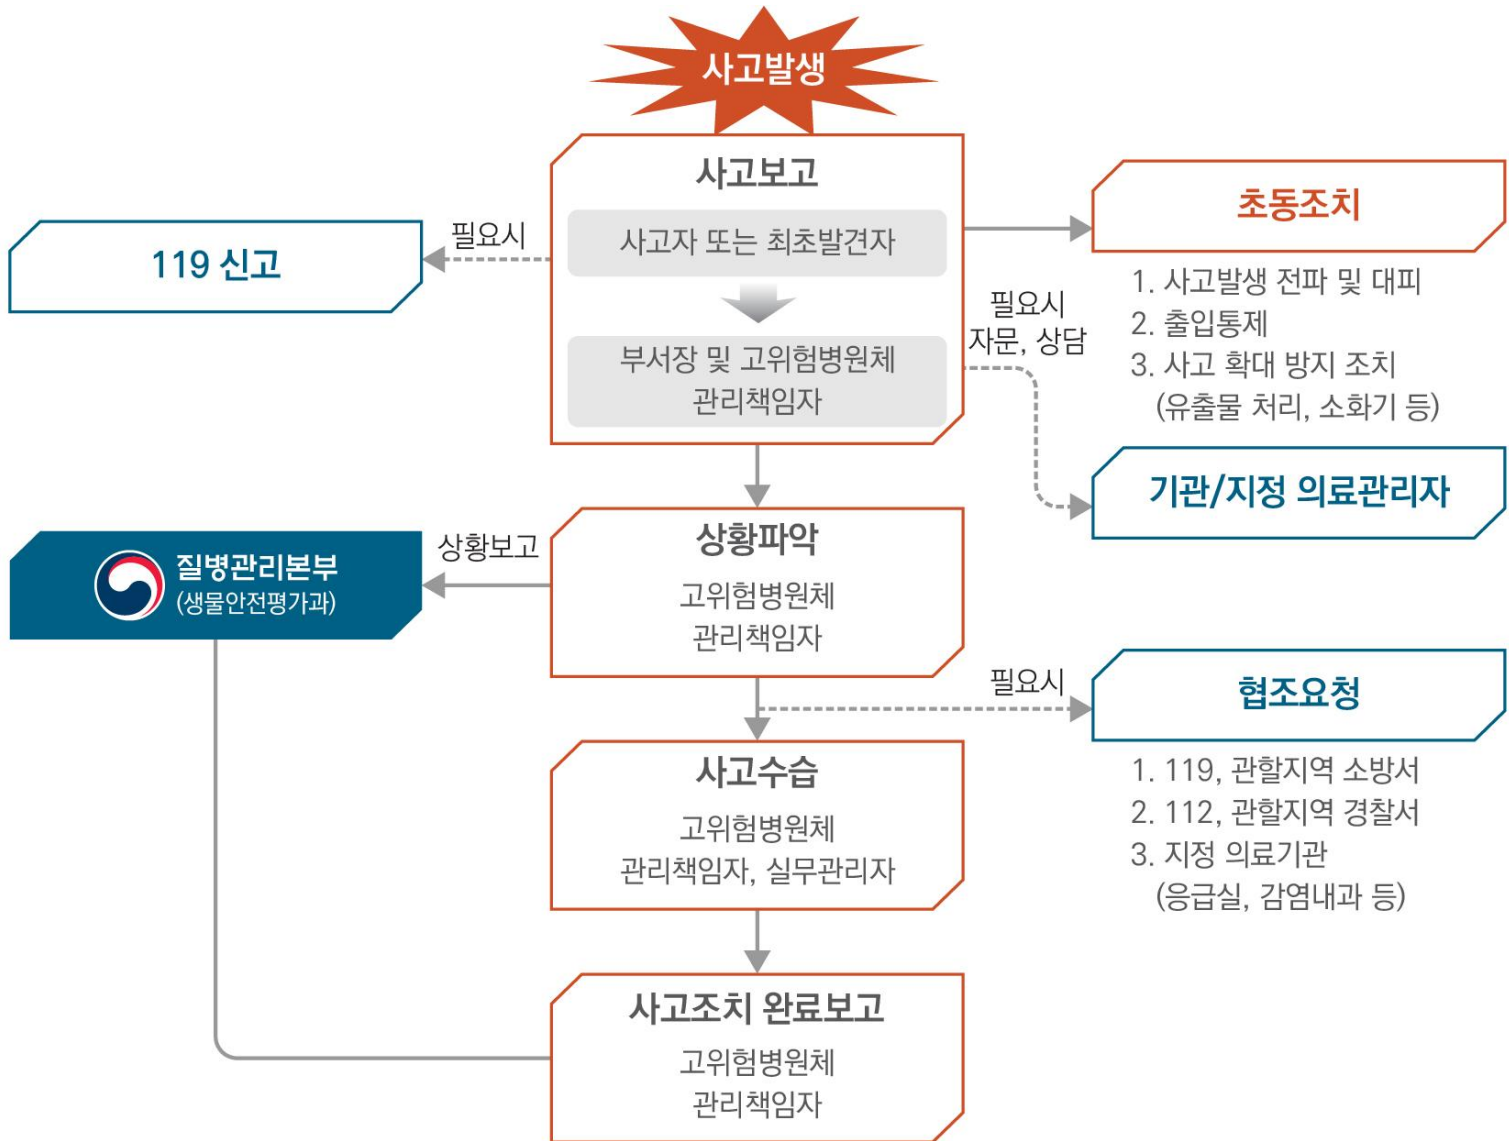 사고발생
사고보고
사고자 또는 최초발견자
부서장 및 고위험병원체
관리책임자
필요시
119 신고
초동조치
1. 사고발생 전파 및 대피
2. 출입통제
3. 사고 확대 방지 조치
(유출물 처리, 소화기 등)
필요시
자문, 상담
기관/지정 의료관리자
상황파악
고위험병원체
관리책임자
상황보고
질병관리본부
(생물안전평가과)
필요시
협조요청
1. 119, 관할지역 소방서
2. 112, 관할지역 경찰서
3. 지정 의료기관
(응급실, 감염내과 등)
사고수습
고위험병원체
관리책임자, 실무관리자
사고조치 완료보고
고위험병원체
관리책임자